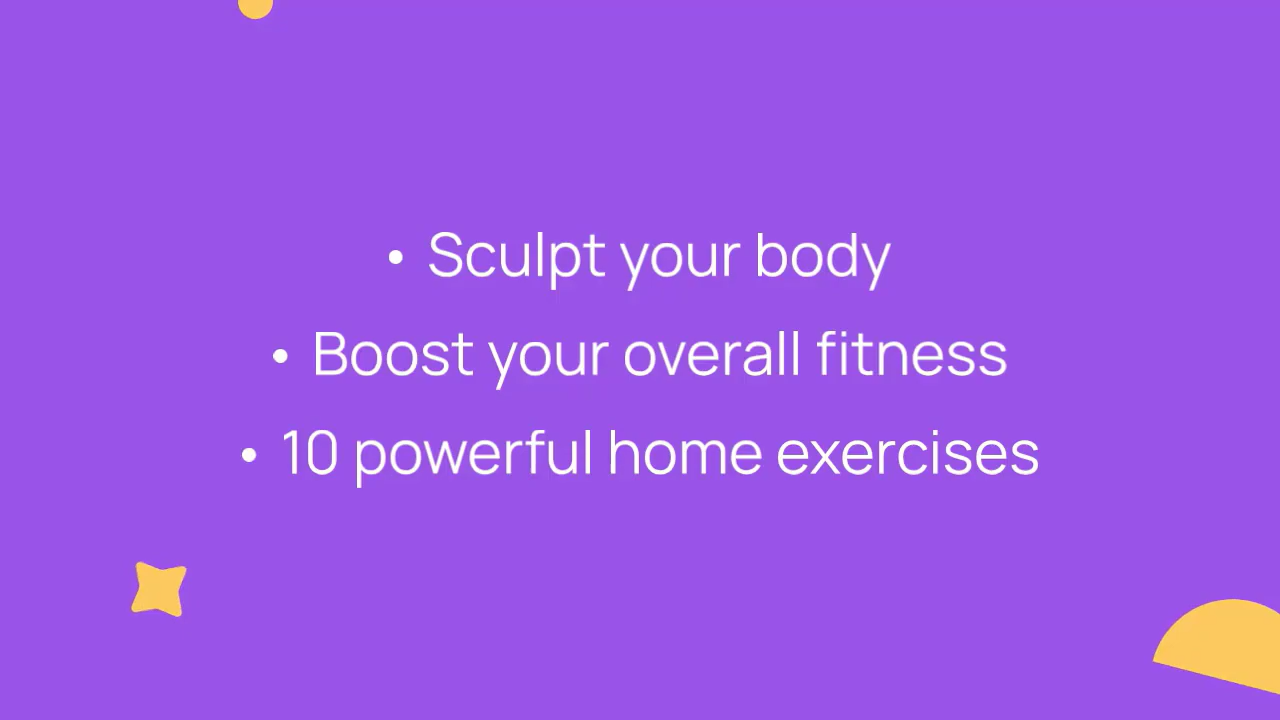 • Sculpt your body
• Boost your overall fitness
• 10 powerful home exercises